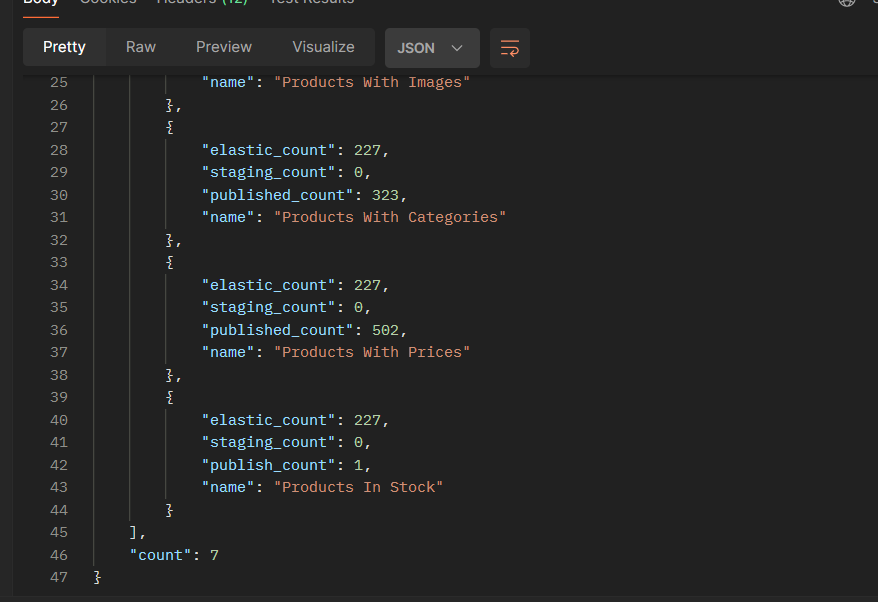 Body Cookies Headers (12) Test Results
Pretty Raw Preview Visualize JSON
25 "name": "Products With Images"
26 },
27 {
28 "elastic_count": 227,
29 "staging_count": 0,
30 "published_count": 323,
31 "name": "Products With Categories"
32 },
33 {
34 "elastic_count": 227,
35 "staging_count": 0,
36 "published_count": 502,
37 "name": "Products With Prices"
38 },
39 {
40 "elastic_count": 227,
41 "staging_count": 0,
42 "publish_count": 1,
43 "name": "Products In Stock"
44 }
45 ],
46 "count": 7
47 }